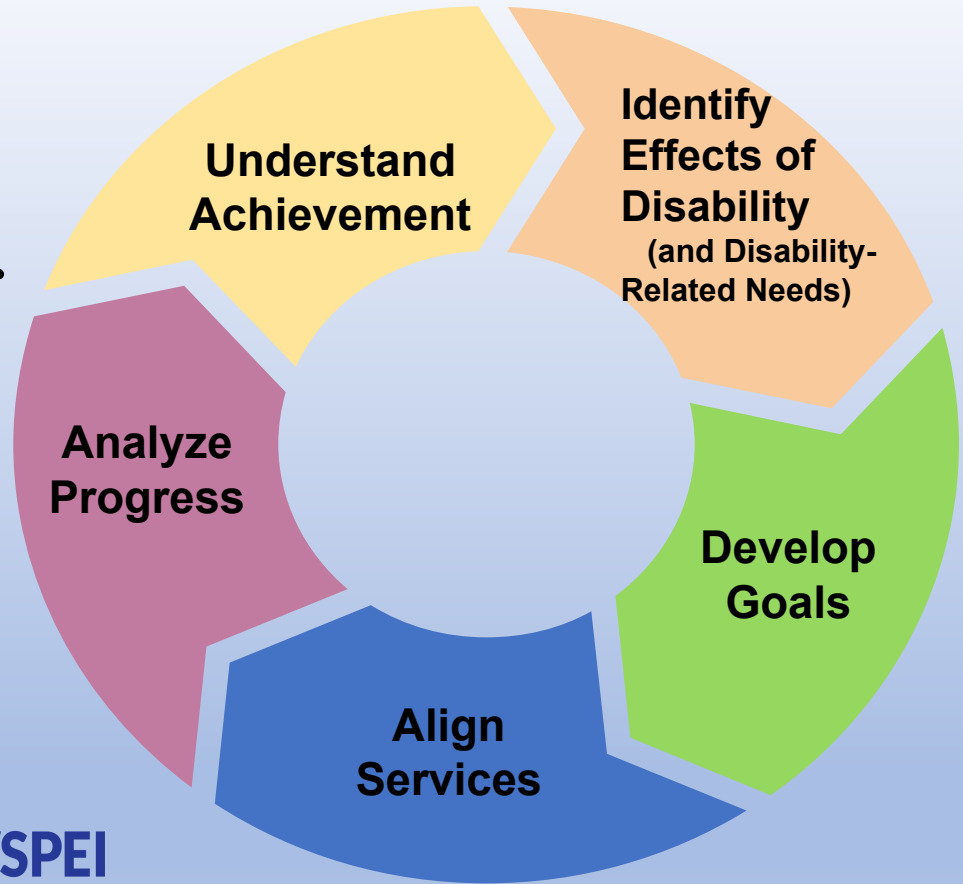 Understand
Achievement
Identify
Effects of
Disability
(and Disability-
Related Needs)
Develop
Goals
Align
Services
Analyze
Progress
SPEI